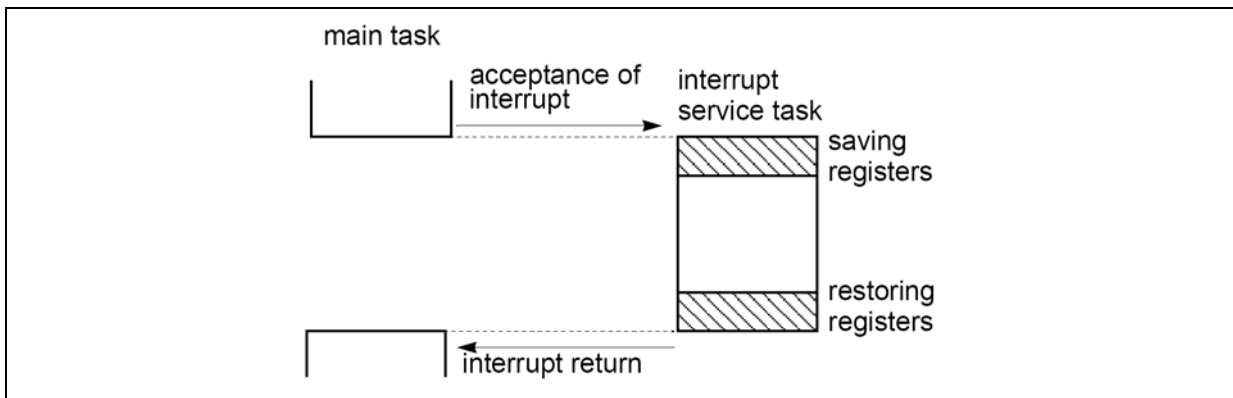 main task
acceptance of
interrupt
interrupt
service task
saving
registers
restoring
registers
interrupt return